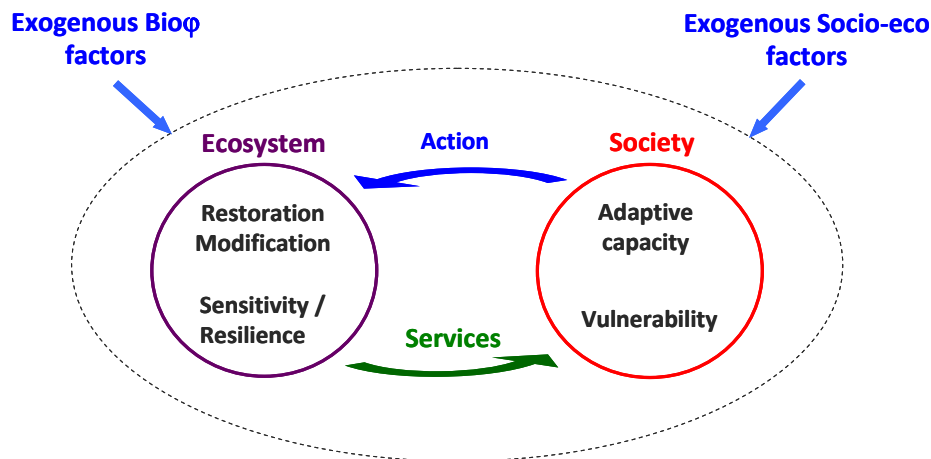 Exogenous Bioφ
factors
Exogenous Socio-eco
factors
Ecosystem
Action
Society
Restoration
Modification
Adaptive
capacity
Sensitivity /
Resilience
Services
Vulnerability